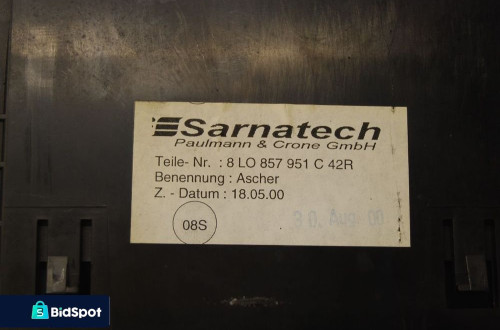 Sarnatech
Paulmann & Crone GmbH
Teile- Nr. : 8 LO 857 951 C 42R
Benennung : Ascher
Z. - Datum : 18.05.00
08S
30. Aug. 00
BidSpot